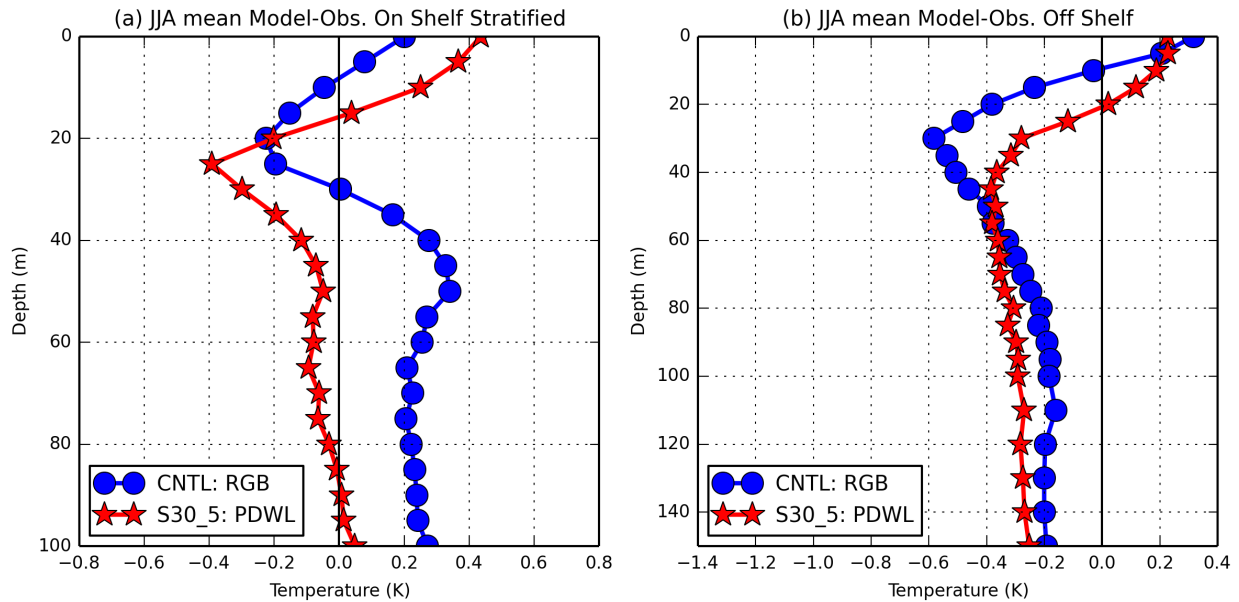 (a) JJA mean Model-Obs. On Shelf Stratified
0
20
40
60
80
100
Depth (m)
−0.8 −0.6 −0.4 −0.2 0.0 0.2 0.4 0.6 0.8
Temperature (K)
CNTL: RGB
S30_5: PDWL
(b) JJA mean Model-Obs. Off Shelf
0
20
40
60
80
100
120
140
Depth (m)
−1.4 −1.2 −1.0 −0.8 −0.6 −0.4 −0.2 0.0 0.2 0.4
Temperature (K)
CNTL: RGB
S30_5: PDWL